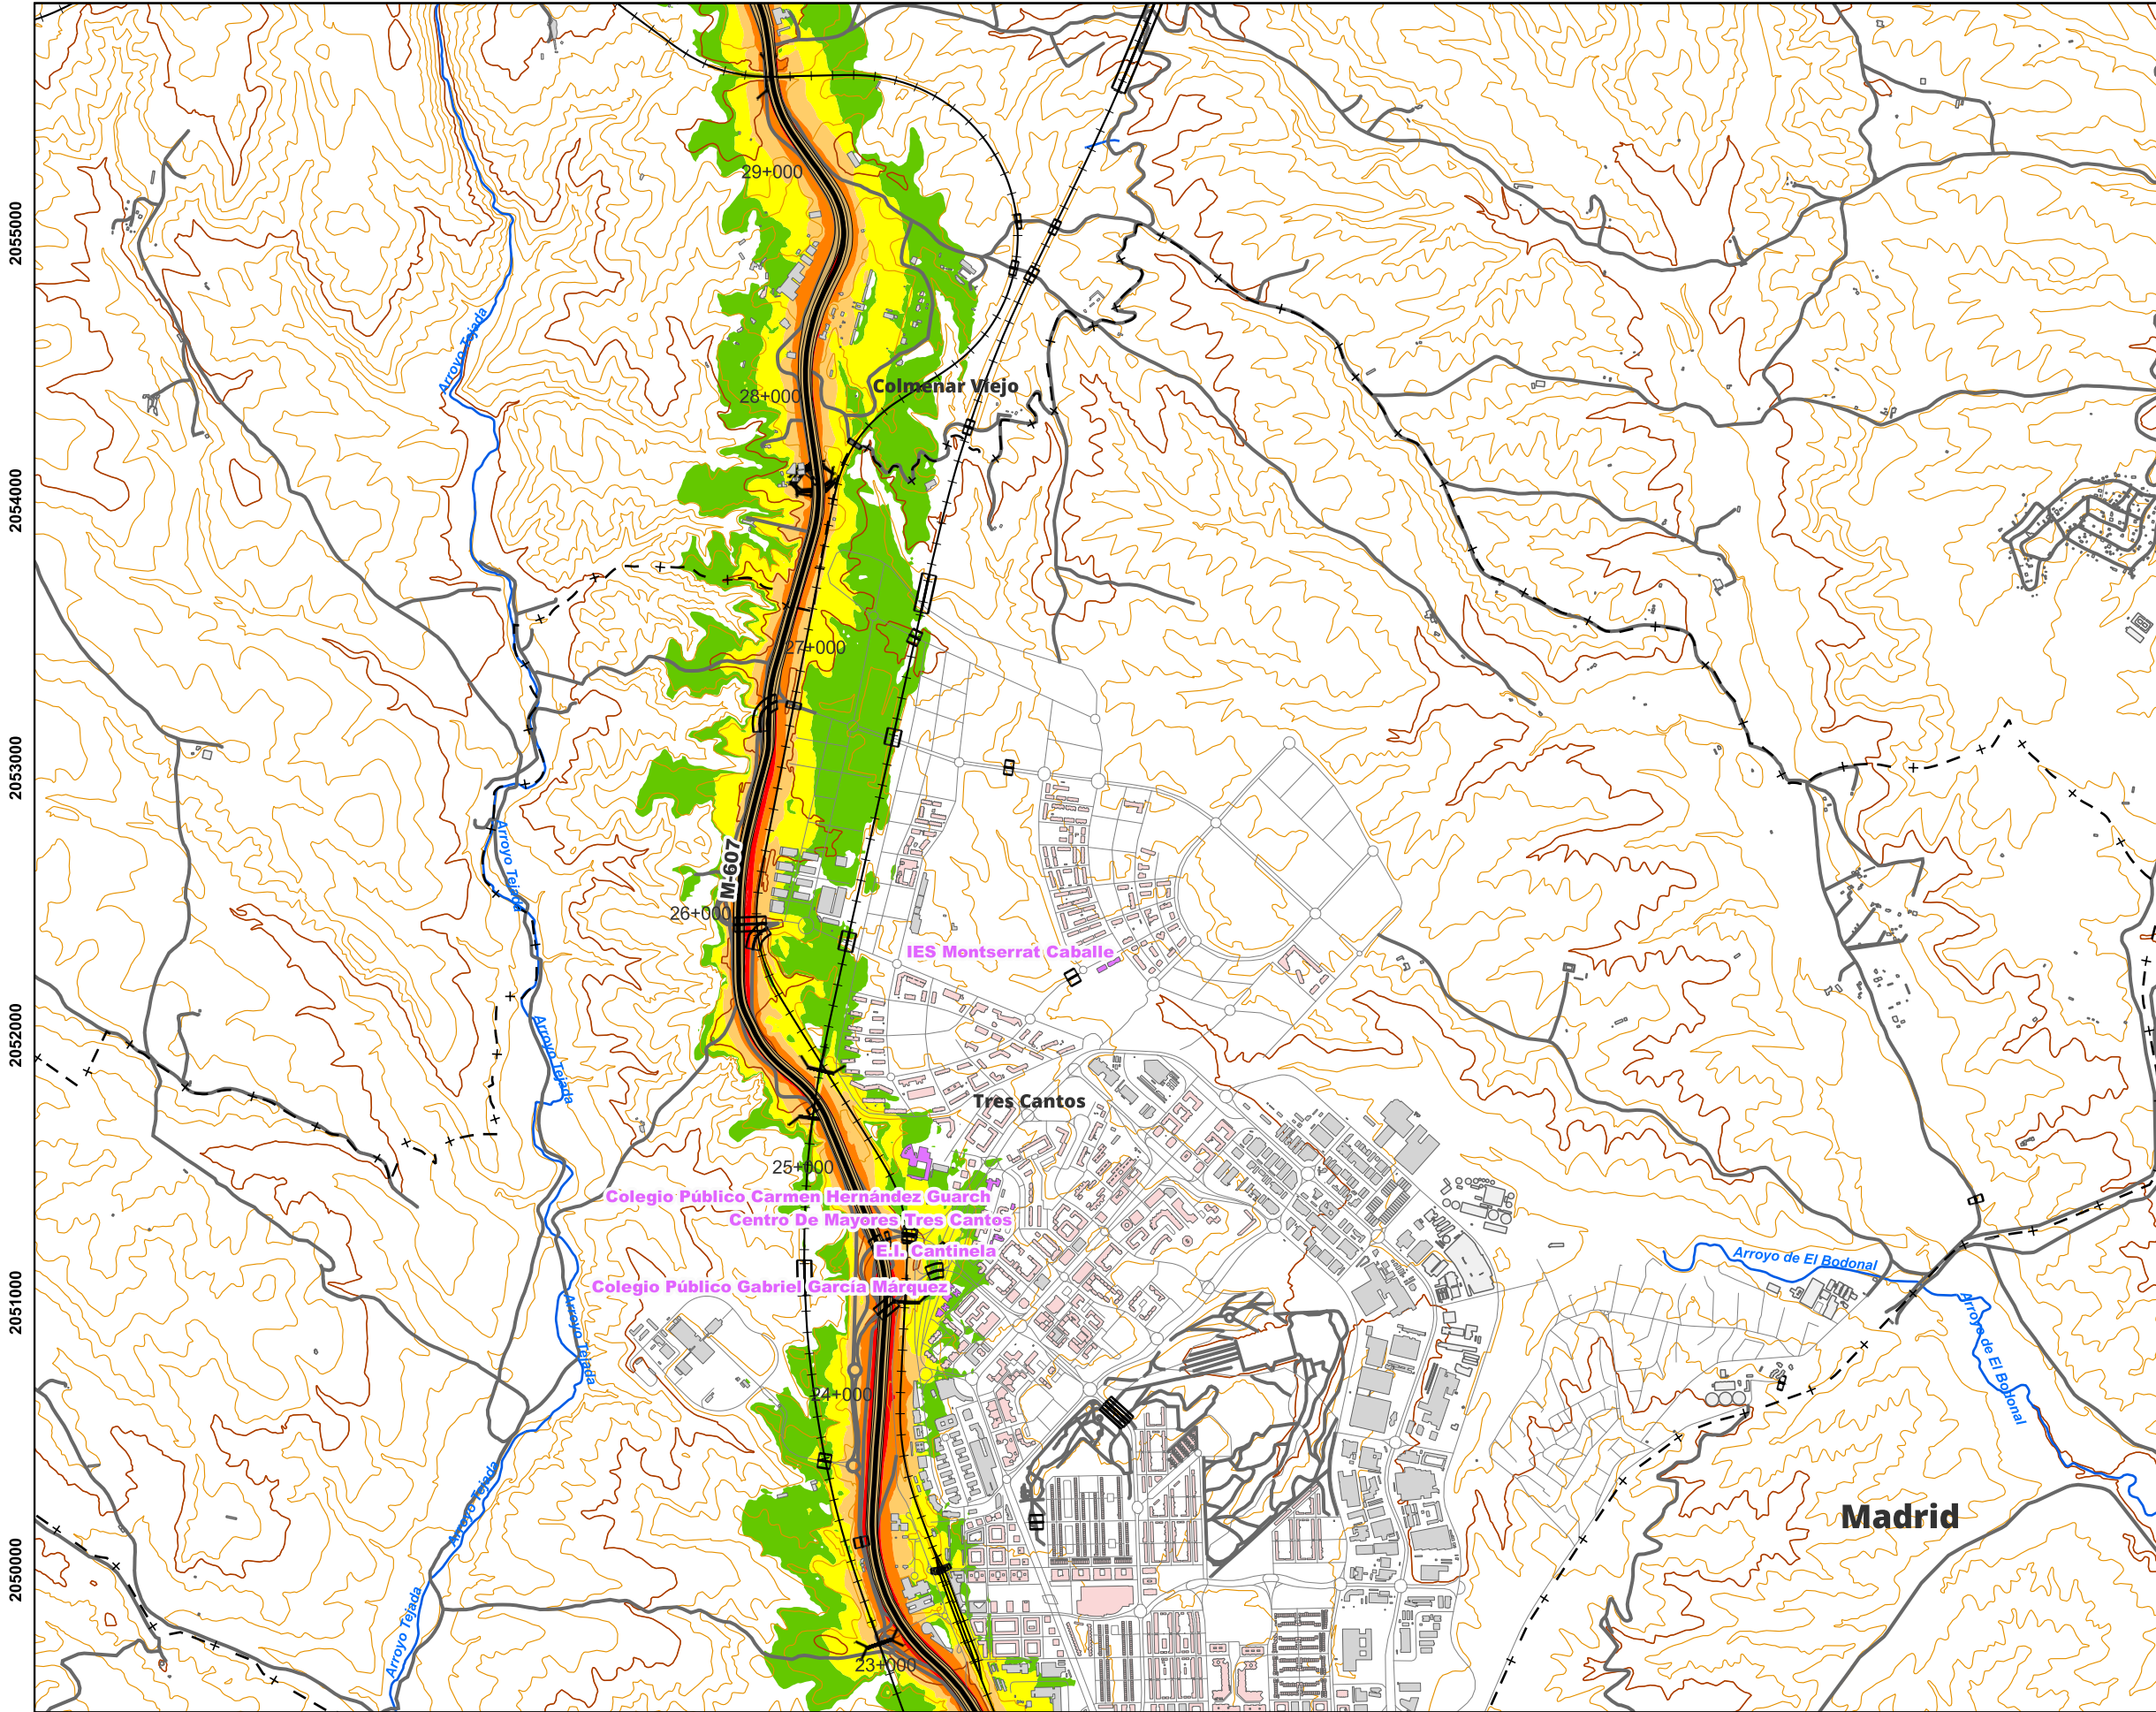 2055000
29+000
Arroyo Tejada
Colmenar Viejo
28+000
2054000
27+000
2053000
M-607
Arroyo Tejada
26+000
IES Montserrat Caballe
2052000
Arroyo Tejada
Tres Cantos
25+000
Colegio Público Carmen Hernández Guarch
Centro De Mayores Tres Cantos
E.I. Cantinela
Arroyo de El Bodonal
2051000
Colegio Público Gabriel García Márquez
Arroyo Tejada
Arroyo de El Bodonal
24+000
Arroyo Tejada
Madrid
2050000
Arroyo Tejada
23+000